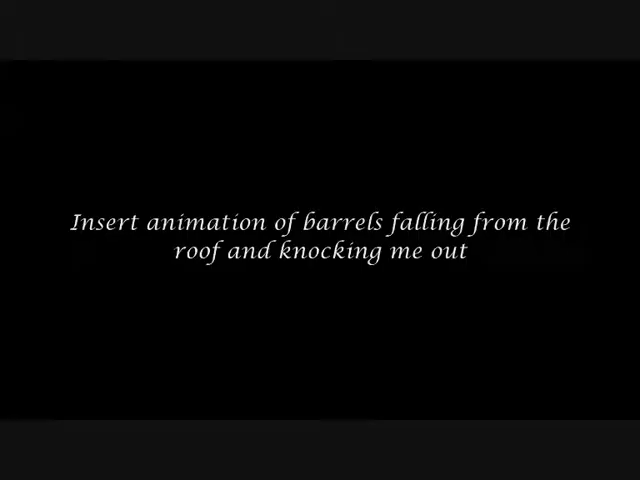 Insert animation of barrels falling from the
roof and knocking me out